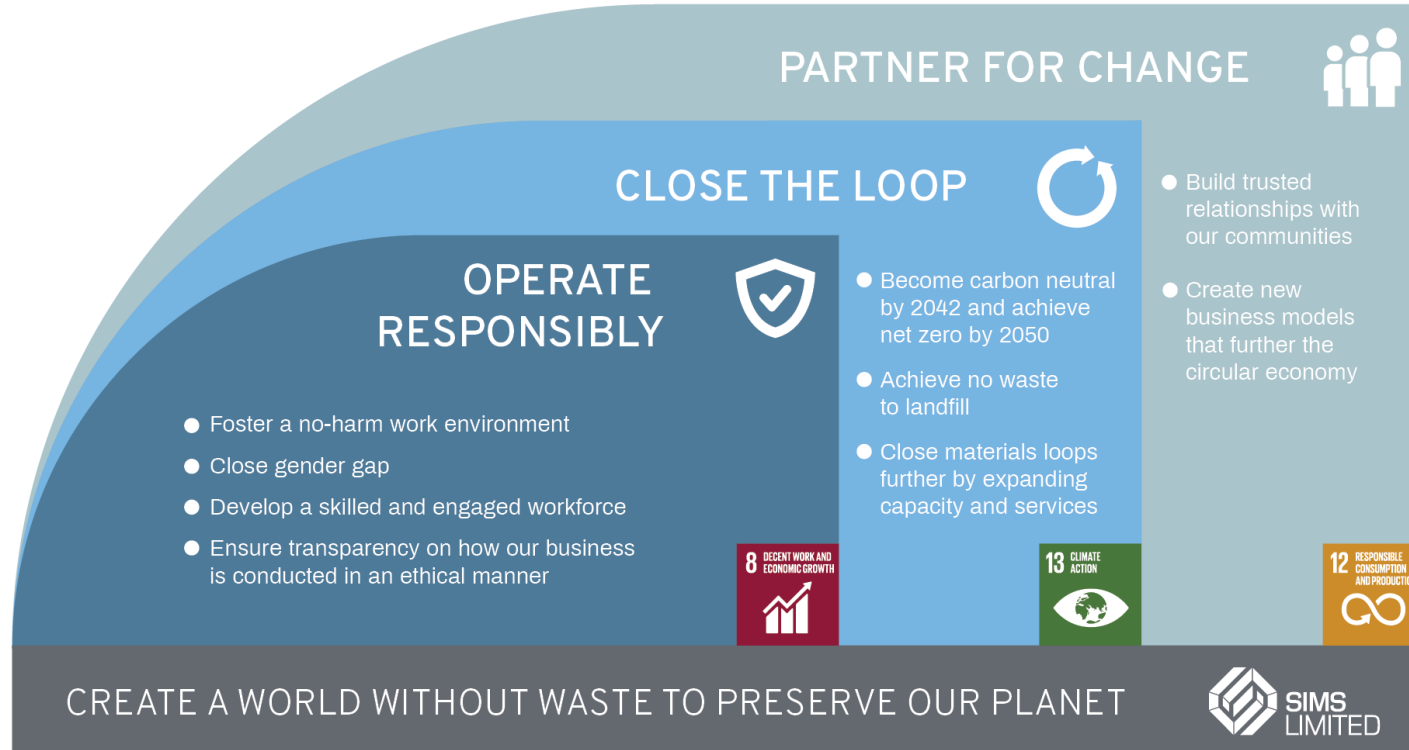 PARTNER FOR CHANGE
Build trusted
relationships with
our communities
Create new
business models
that further the
circular economy
12 RESPONSIBLE
CONSUMPTION
AND
CLOSE THE LOOP
Become carbon neutral
by 2042 and achieve
net zero by 2050
Achieve no waste
to landfill
Close materials loops
further by expanding
capacity and services
13 CLIMATE
ACTION
OPERATE
RESPONSIBLY
Foster a no-harm work environment
Close gender gap
Develop a skilled and engaged workforce
Ensure transparency on how our business
is conducted in an ethical manner
8 DECENT WORK AND
ECONOMIC GROWTH
CREATE A WORLD WITHOUT WASTE TO PRESERVE OUR PLANET
SIMS
LIMITED